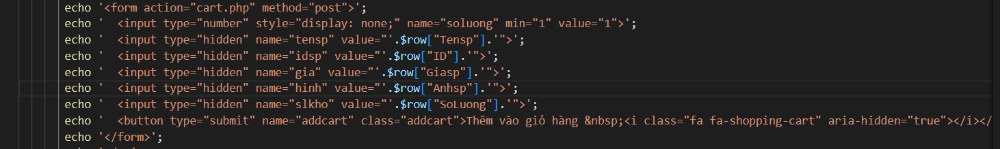 echo '<form action="cart.php" method="post">';
echo '  <input type="number" style="display: none;" name="soluong" min="1" value="1">';
echo '  <input type="hidden" name="tensp" value="'.$row["Tensp"].'">';
echo '  <input type="hidden" name="idsp" value="'.$row["ID"].'">';
echo '  <input type="hidden" name="gia" value="'.$row["Giasp"].'">';
echo '  <input type="hidden" name="hinh" value="'.$row["Anhsp"].'">';
echo '  <input type="hidden" name="slkho" value="'.$row["SoLuong"].'">';
echo '  <button type="submit" name="addcart" class="addcart">Thêm vào giỏ hàng &nbsp;<i class="fa fa-shopping-cart" aria-hidden="true"></i></
echo '</form>';